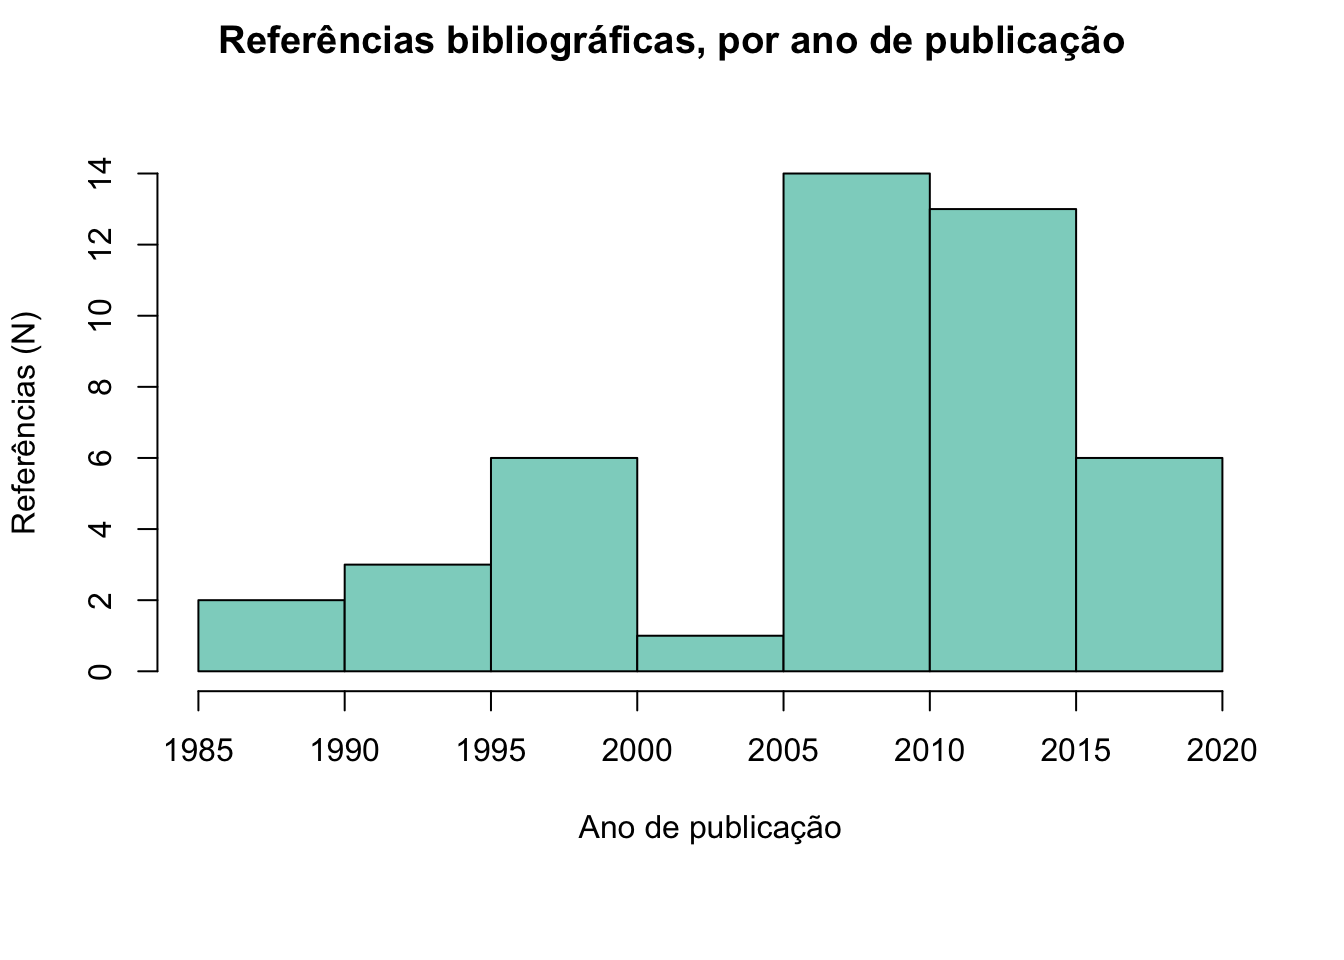 Referências bibliográficas, por ano de publicação
Referências (N)
14
12
10
8
6
4
2
0
1985 1990 1995 2000 2005 2010 2015 2020
Ano de publicação